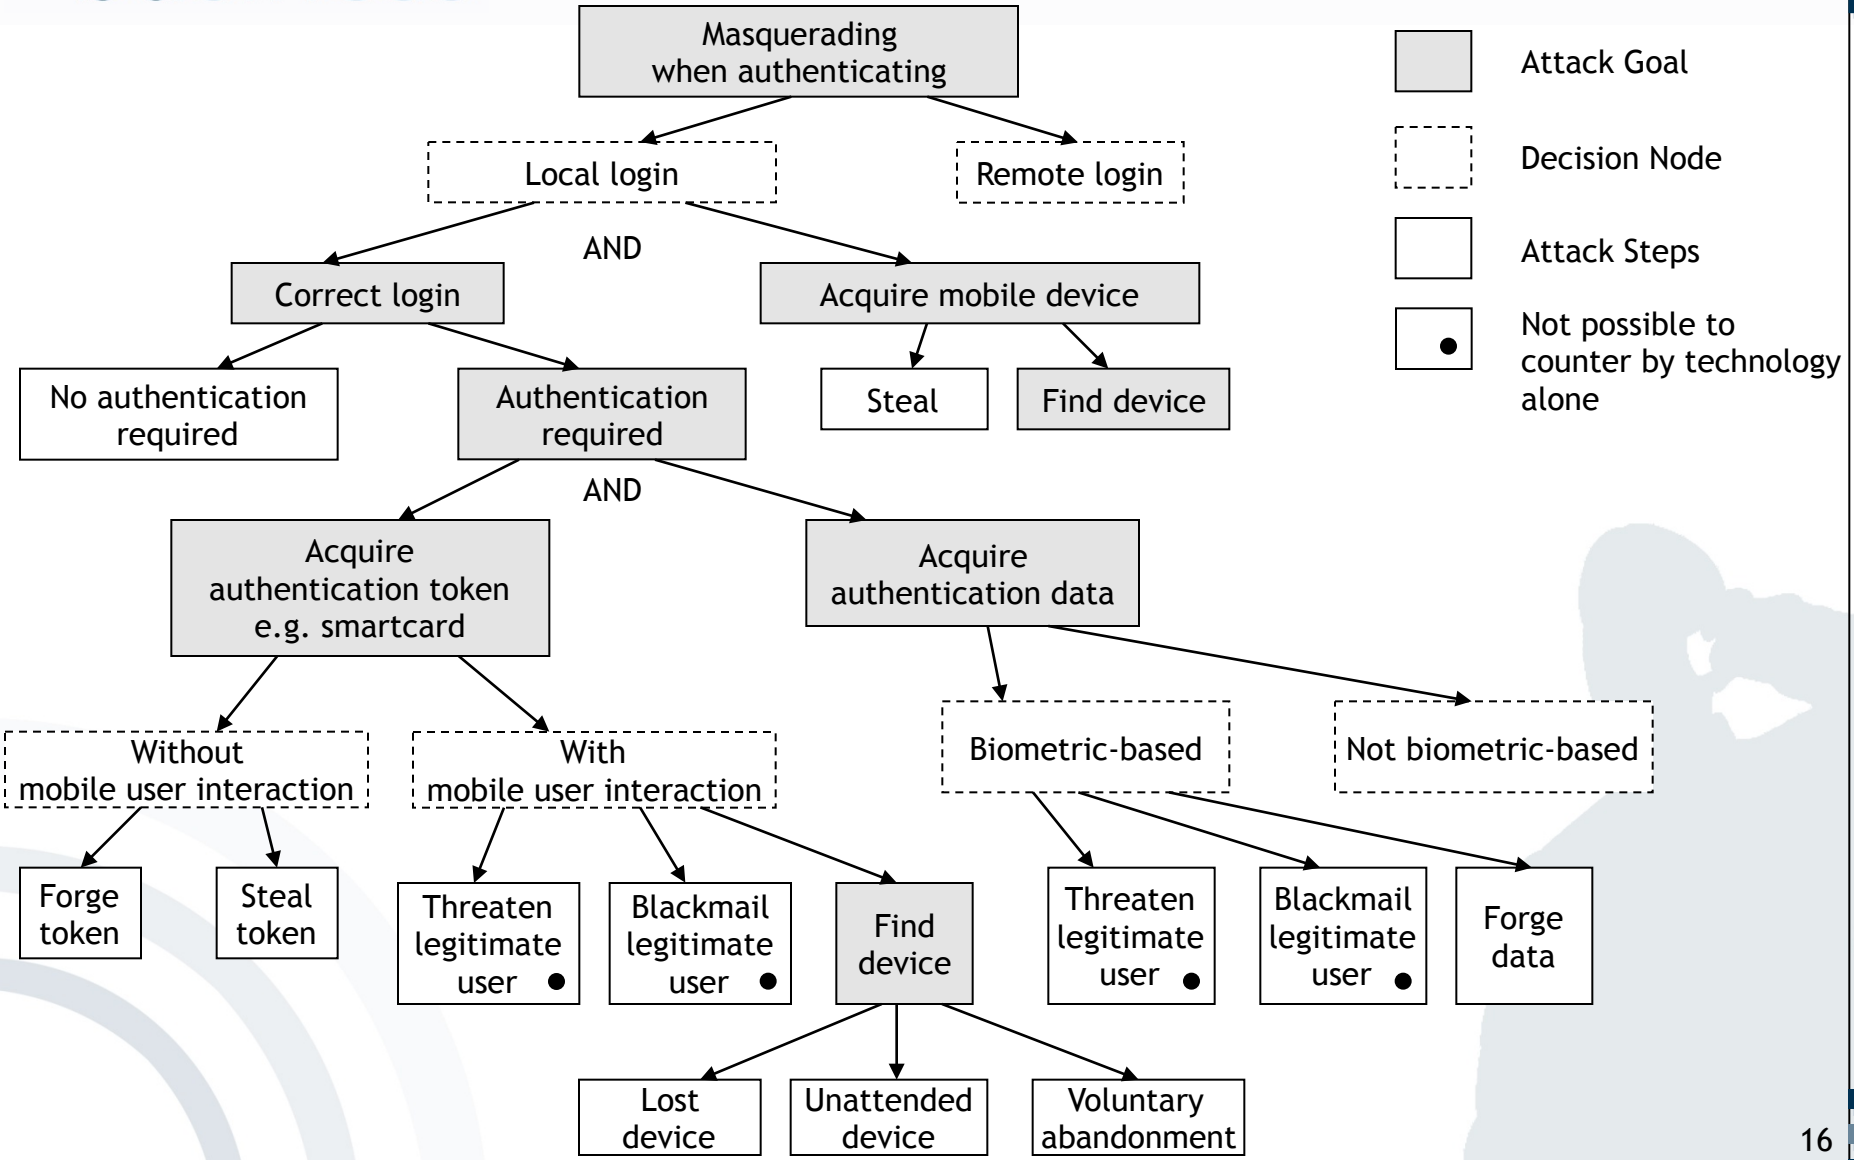 Masquerading
when authenticating
Local login
Remote login
AND
Correct login
Acquire mobile device
No authentication
required
Authentication
required
Steal
Find device
AND
Acquire
authentication token
e.g. smartcard
Acquire
authentication data
Without
mobile user interaction
With
mobile user interaction
Biometric-based
Not biometric-based
Forge
token
Steal
token
Threaten
legitimate
user
Blackmail
legitimate
user
Find
device
Threaten
legitimate
user
Blackmail
legitimate
user
Forge
data
Lost
device
Unattended
device
Voluntary
abandonment
Attack Goal
Decision Node
Attack Steps
Not possible to
counter by technology
alone
16